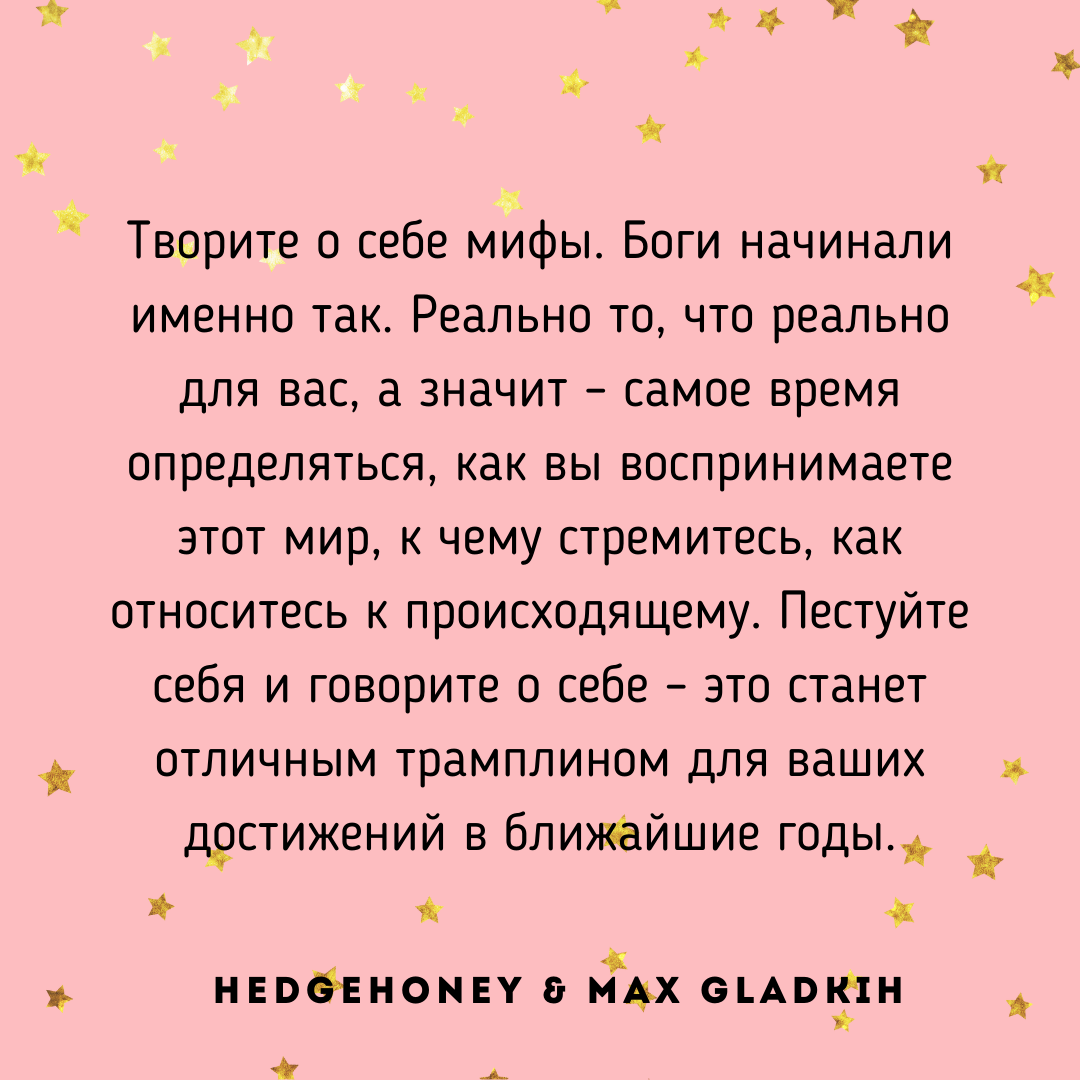 Творите о себе мифы. Боги начинали
именно так. Реально то, что реально
для вас, а значит – самое время
определяться, как вы воспринимаете
этот мир, к чему стремитесь, как
относитесь к происходящему. Пестуйте
себя и говорите о себе – это станет
отличным трамплином для ваших
достижений в ближайшие годы.
HEDGEHONEY & MAX GLADKIH